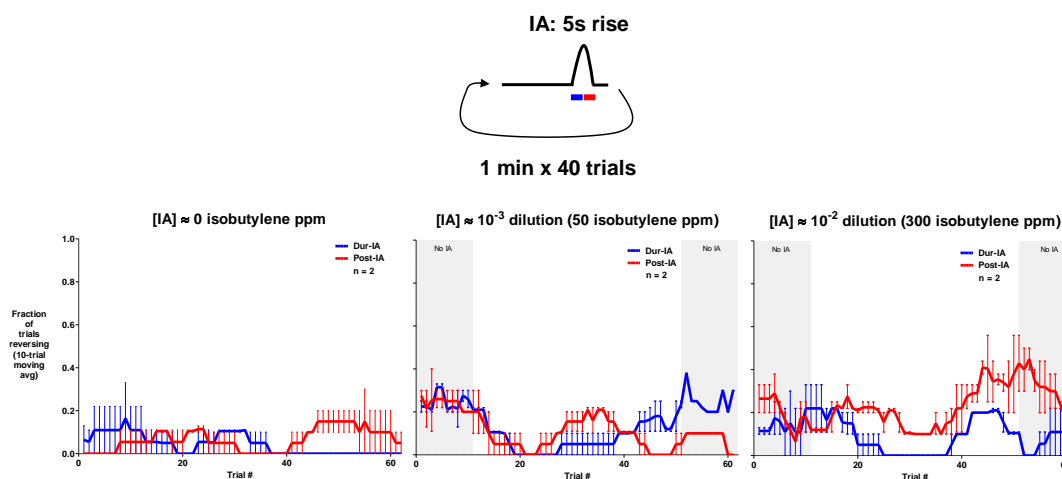 IA: 5s rise
1 min x 40 trials
[IA] ≈ 0 isobutylene ppm
Fraction
of
trials
reversing
(10-trial
moving
avg)
1.0
0.8
0.6
0.4
0.2
0.0
Dur-IA
Post-IA
n = 2
0
20
40
60
Trial #
[IA] ≈ 10⁻³ dilution (50 isobutylene ppm)
No IA
No IA
Dur-IA
Post-IA
n = 2
0
20
40
60
Trial #
[IA] ≈ 10⁻² dilution (300 isobutylene ppm)
No IA
No IA
Dur-IA
Post-IA
n = 2
0
20
40
6
Trial #